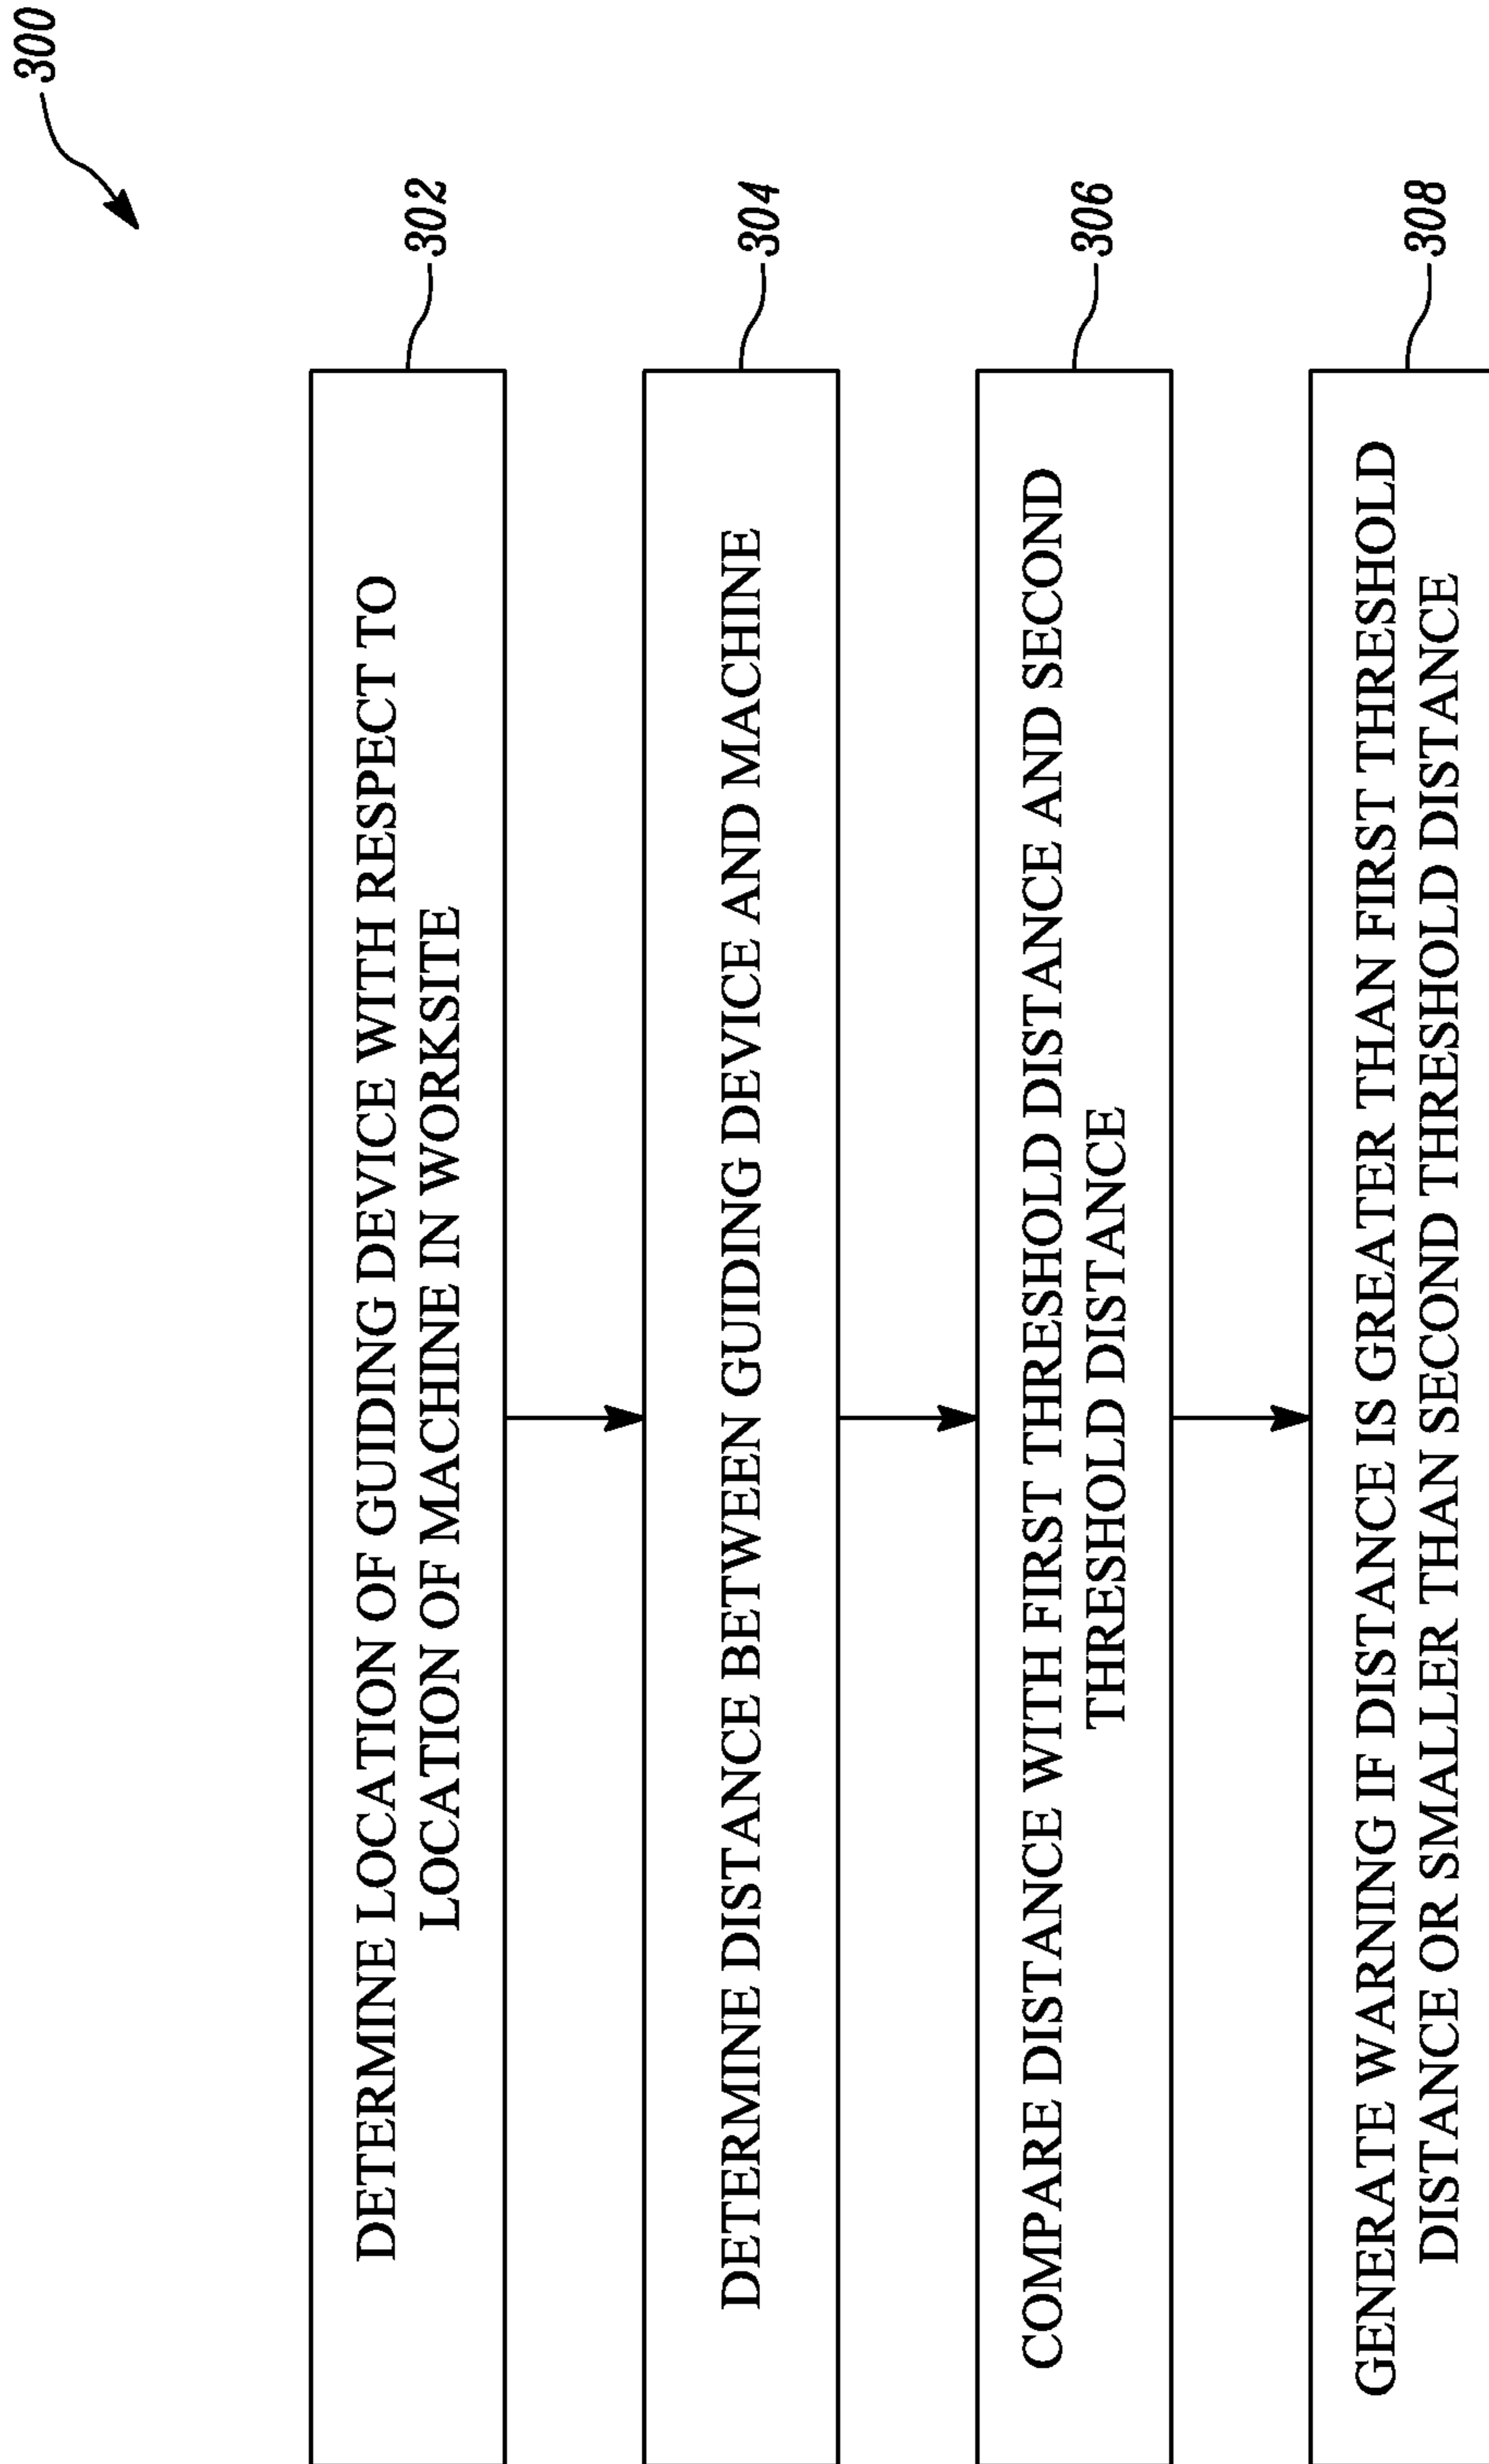 300
302
DETERMINE LOCATION OF GUIDING DEVICE WITH RESPECT TO
LOCATION OF MACHINE IN WORKSITE
304
DETERMINE DISTANCE BETWEEN GUIDING DEVICE AND MACHINE
306
COMPARE DISTANCE WITH FIRST THRESHOLD DISTANCE AND SECOND
THRESHOLD DISTANCE
308
GENERATE WARNING IF DISTANCE IS GREATER THAN FIRST THRESHOLD
DISTANCE OR SMALLER THAN SECOND THRESHOLD DISTANCE